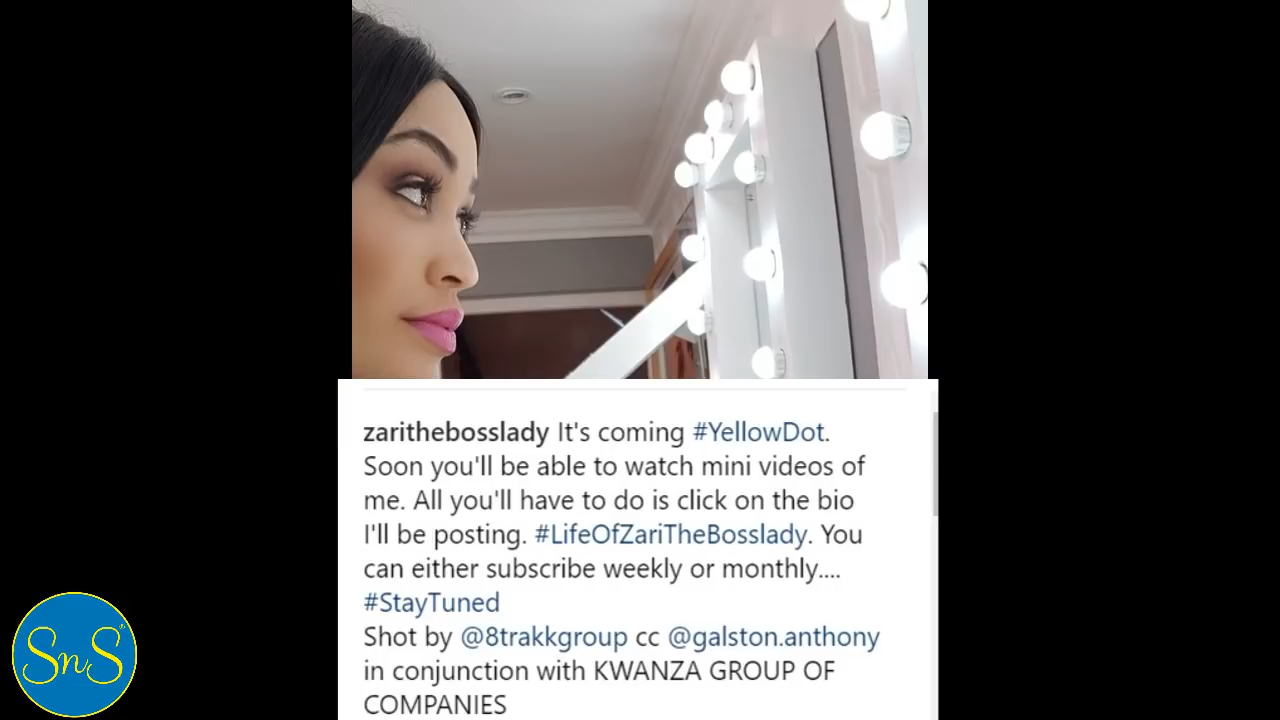 zarithebosslady It's coming #YellowDot.
Soon you'll be able to watch mini videos of
me. All you'll have to do is click on the bio
I'll be posting. #LifeOfZariTheBosslady. You
can either subscribe weekly or monthly....
#StayTuned
Shot by @8trakkgroup cc @galston.anthony
in conjunction with KWANZA GROUP OF
COMPANIES
SnS